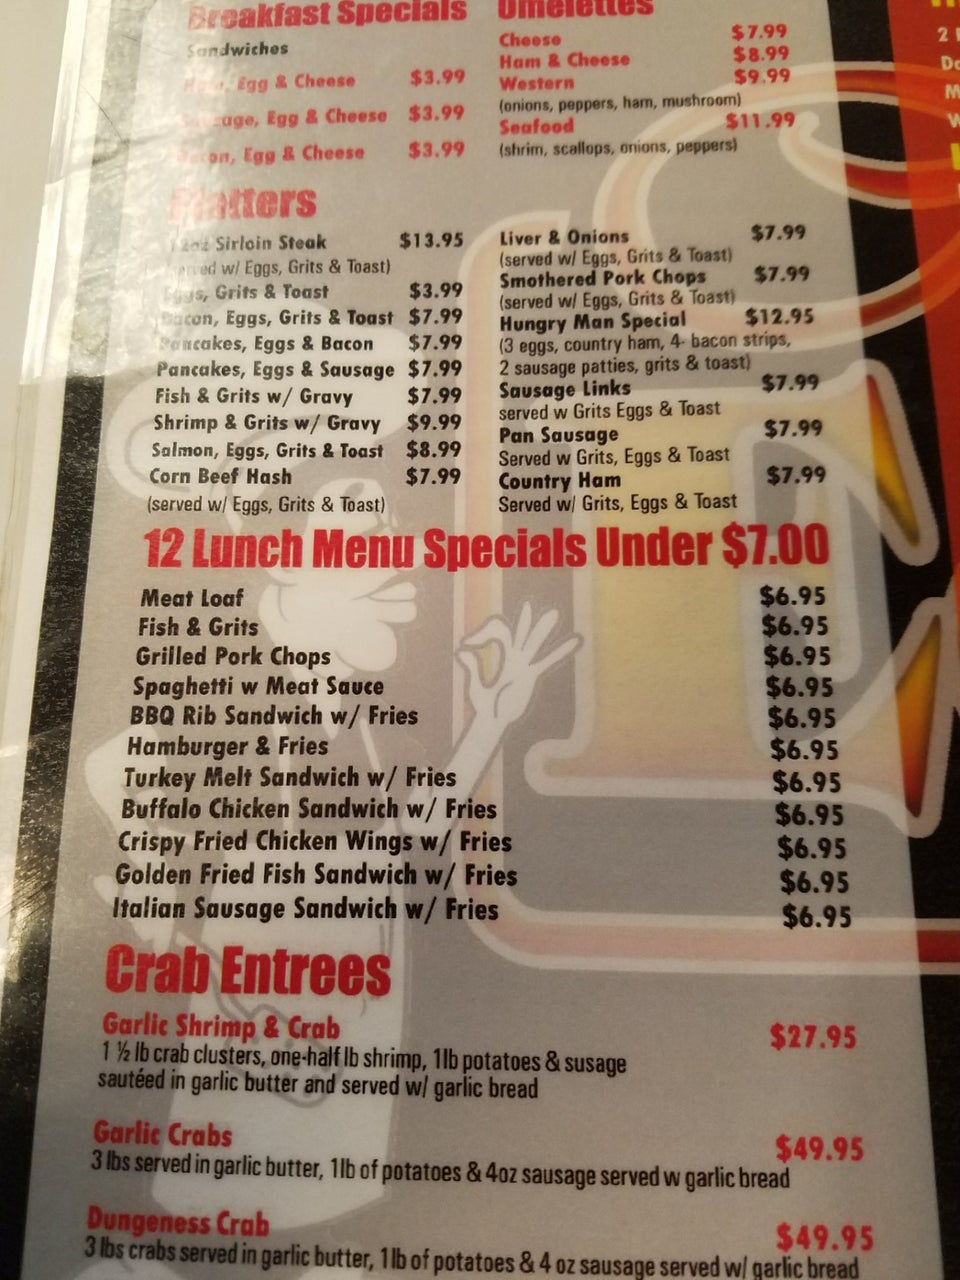 Breakfast Specials
Sandwiches
Ham, Egg & Cheese $3.99
Sausage, Egg & Cheese $3.99
Bacon, Egg & Cheese $3.99
Omelettes
Cheese $7.99
Ham & Cheese $8.99
Western $9.99
(onions, peppers, ham, mushroom)
Seafood $11.99
(shrim, scallops, onions, peppers)
Platters
Sirloin Steak $13.95
(served w/ Eggs, Grits & Toast)
Eggs, Grits & Toast $3.99
Bacon, Eggs, Grits & Toast $7.99
Pancakes, Eggs & Bacon $7.99
Pancakes, Eggs & Sausage $7.99
Fish & Grits w/ Gravy $7.99
Shrimp & Grits w/ Gravy $9.99
Salmon, Eggs, Grits & Toast $8.99
Corn Beef Hash $7.99
(served w/ Eggs, Grits & Toast)
Liver & Onions $7.99
(served w/ Eggs, Grits & Toast)
Smothered Pork Chops $7.99
(served w/ Eggs, Grits & Toast)
Hungry Man Special $12.95
(3 eggs, country ham, 4- bacon strips,
2 sausage patties, grits & toast)
Sausage Links $7.99
served w Grits Eggs & Toast
Pan Sausage $7.99
Served w Grits, Eggs & Toast
Country Ham $7.99
Served w/ Grits, Eggs & Toast
12 Lunch Menu Specials Under $7.00
Meat Loaf $6.95
Fish & Grits $6.95
Grilled Pork Chops $6.95
Spaghetti w Meat Sauce $6.95
BBQ Rib Sandwich w/ Fries $6.95
Hamburger & Fries $6.95
Turkey Melt Sandwich w/ Fries $6.95
Buffalo Chicken Sandwich w/ Fries $6.95
Crispy Fried Chicken Wings w/ Fries $6.95
Golden Fried Fish Sandwich w/ Fries $6.95
Italian Sausage Sandwich w/ Fries $6.95
Crab Entrees
Garlic Shrimp & Crab $27.95
1 ½ lb crab clusters, one-half lb shrimp, 1lb potatoes & susage
sautéed in garlic butter and served w/ garlic bread
Garlic Crabs $49.95
3 lbs served in garlic butter, 1lb of potatoes & 4oz sausage served w garlic bread
Dungeness Crab $49.95
3 lbs crabs served in garlic butter, 1lb of potatoes & 4 oz sausage served w/ garlic bread
2